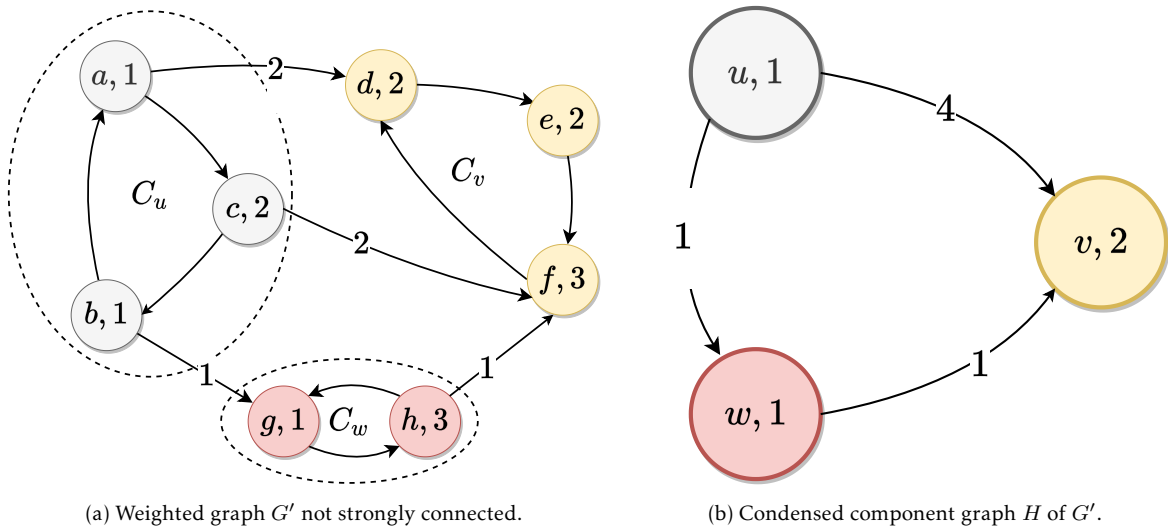 a, 1
2
d, 2
e, 2
C_u
c, 2
C_v
2
b, 1
f, 3
1
1
g, 1
C_w
h, 3
(a) Weighted graph G′ not strongly connected.
u, 1
4
1
v, 2
1
w, 1
(b) Condensed component graph H of G′.